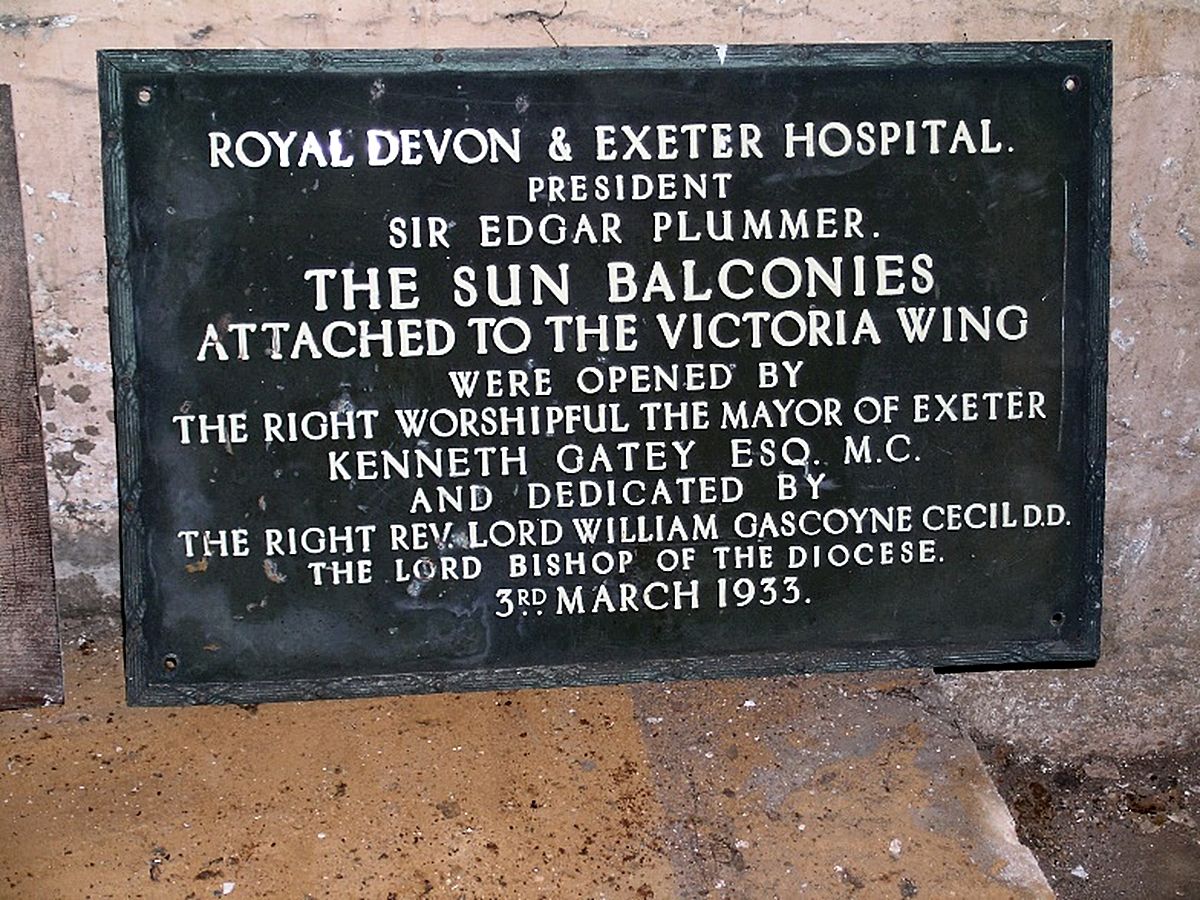 ROYAL DEVON & EXETER HOSPITAL.
PRESIDENT
SIR EDGAR PLUMMER.
THE SUN BALCONIES
ATTACHED TO THE VICTORIA WING
WERE OPENED BY
THE RIGHT WORSHIPFUL THE MAYOR OF EXETER
KENNETH GATEY ESQ. M.C.
AND DEDICATED BY
THE RIGHT REV. LORD WILLIAM GASCOYNE CECIL D.D.
THE LORD BISHOP OF THE DIOCESE.
3RD MARCH 1933.